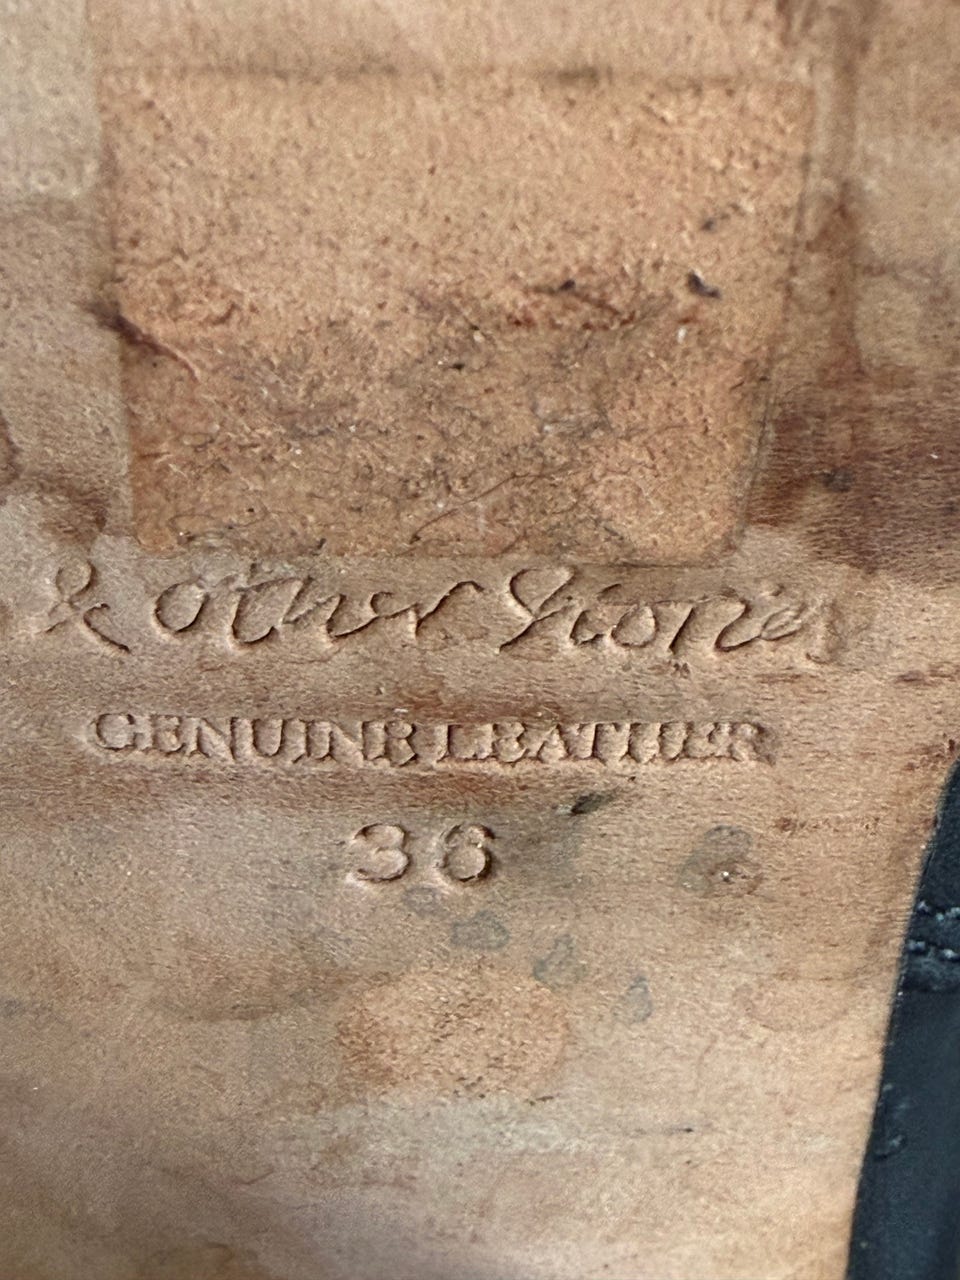 & Other Stories
GENUINE LEATHER
36